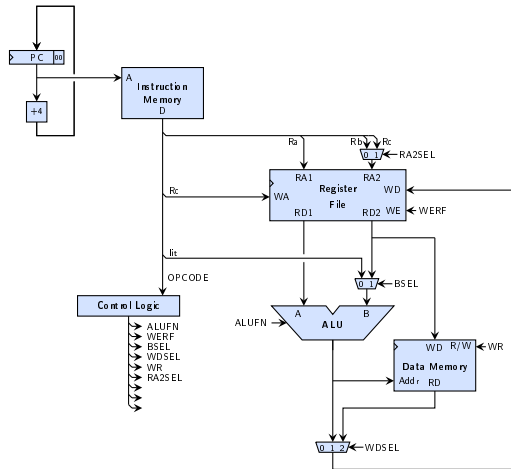 PC 00
A
Instruction
Memory
D
+4
Ra
Rb Rc
0 1
RA2SEL
RA1
RA2
Register
File
WD
Rc
WA
WE
WERF
RD1
RD2
lit
OPCODE
0 1
BSEL
Control Logic
A
B
ALU
ALUFN
ALUFN
WERF
BSEL
WDSEL
WR
RA2SEL
WD
R/W
WR
Data Memory
Addr
RD
0 1 2
WDSEL